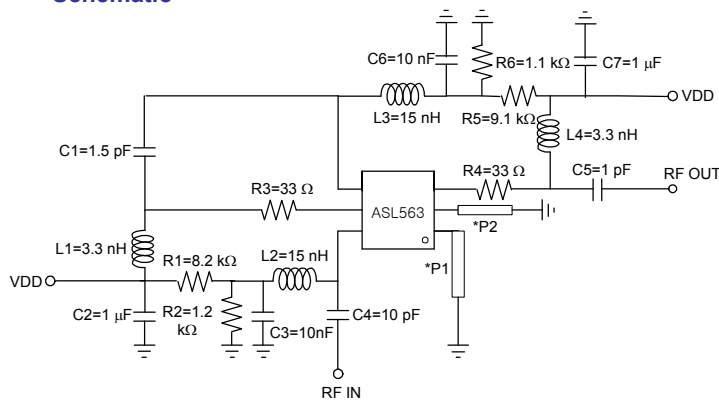 Schematic
C6=10 nF
R6=1.1 kΩ
C7=1 μF
L3=15 nH
R5=9.1 kΩ
VDD
C1=1.5 pF
L4=3.3 nH
R4=33 Ω
C5=1 pF
RF OUT
R3=33 Ω
ASL563
*P2
L1=3.3 nH
R1=8.2 kΩ
L2=15 nH
*P1
VDD
C2=1 μF
R2=1.2
kΩ
C3=10nF
C4=10 pF
RF IN